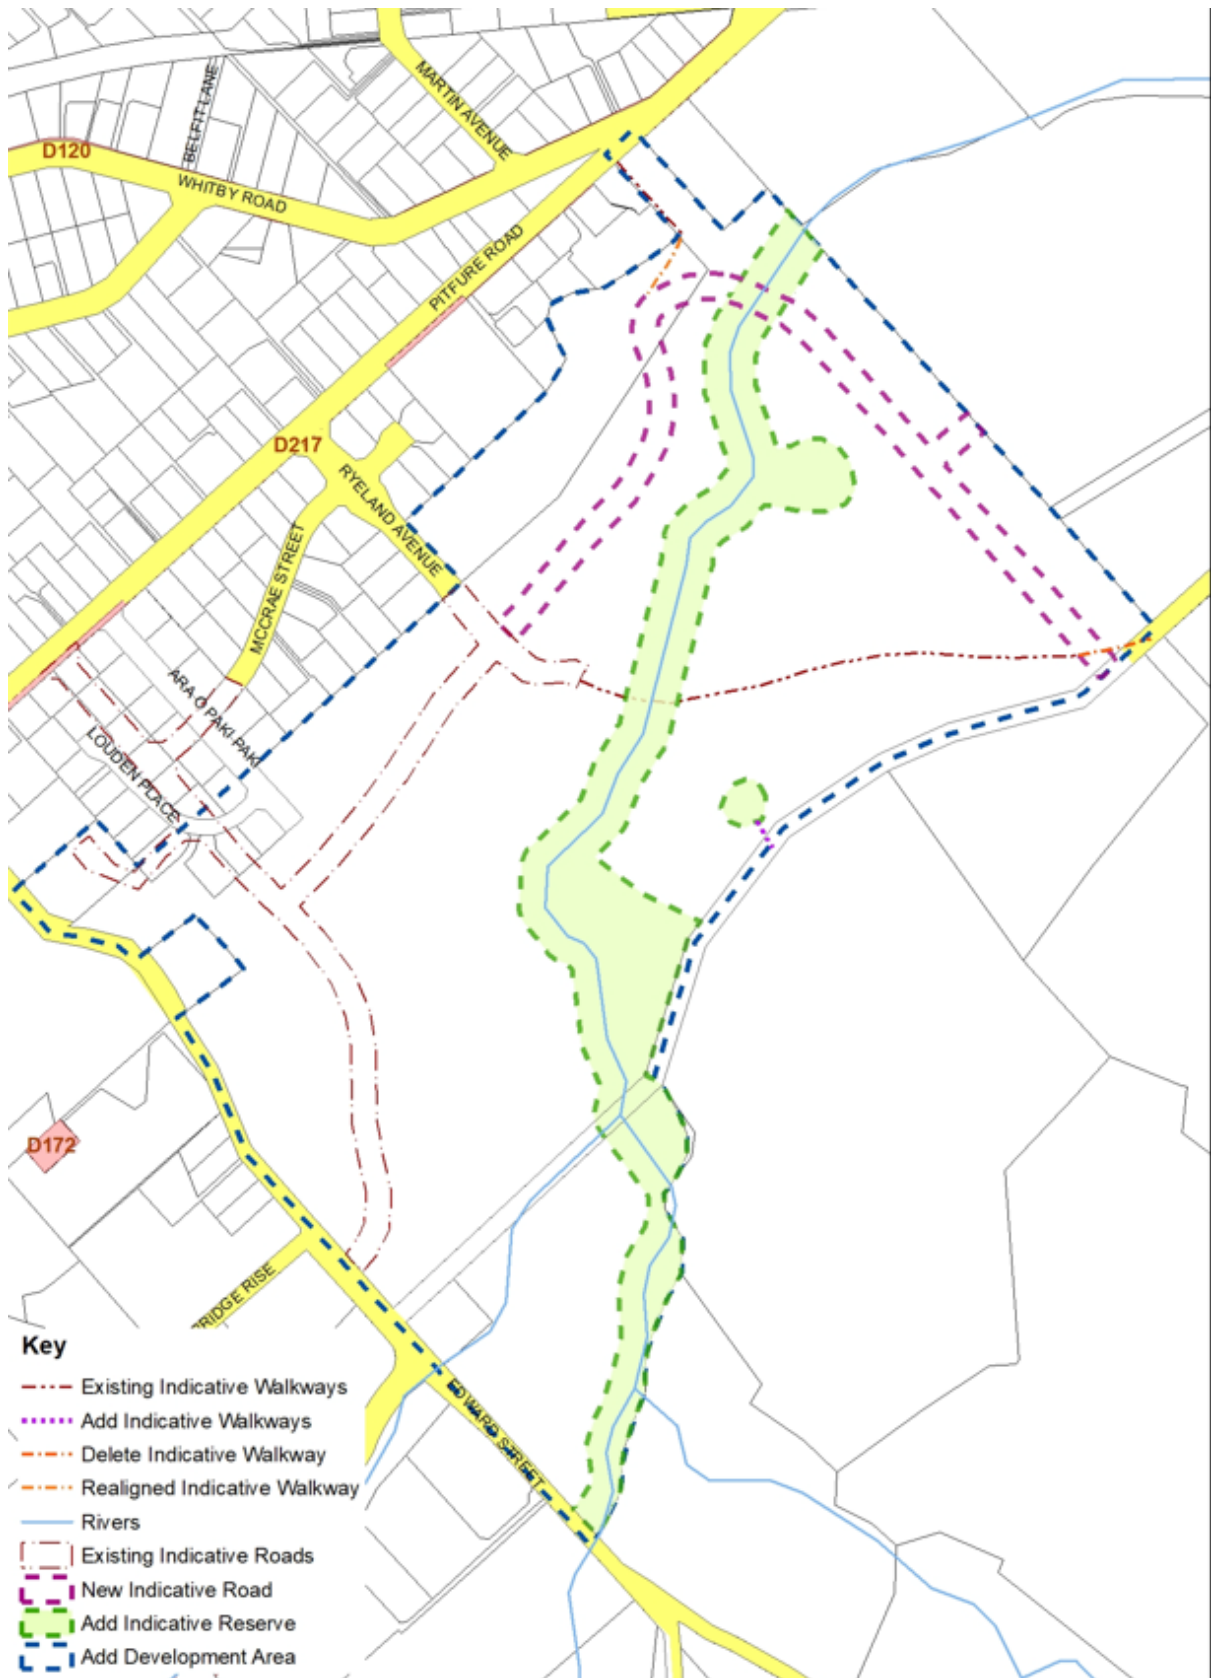 MARTIN AVENUE
BELFIT LANE
D120
WHITBY ROAD
PITFURE ROAD
D217
RYELAND AVENUE
MCCRAE STREET
ARA O PAKI PAKI
LOUDEN PLACE
D172
BRIDGE RISE
EDWARD STREET
Key
Existing Indicative Walkways
Add Indicative Walkways
Delete Indicative Walkway
Realigned Indicative Walkway
Rivers
Existing Indicative Roads
New Indicative Road
Add Indicative Reserve
Add Development Area